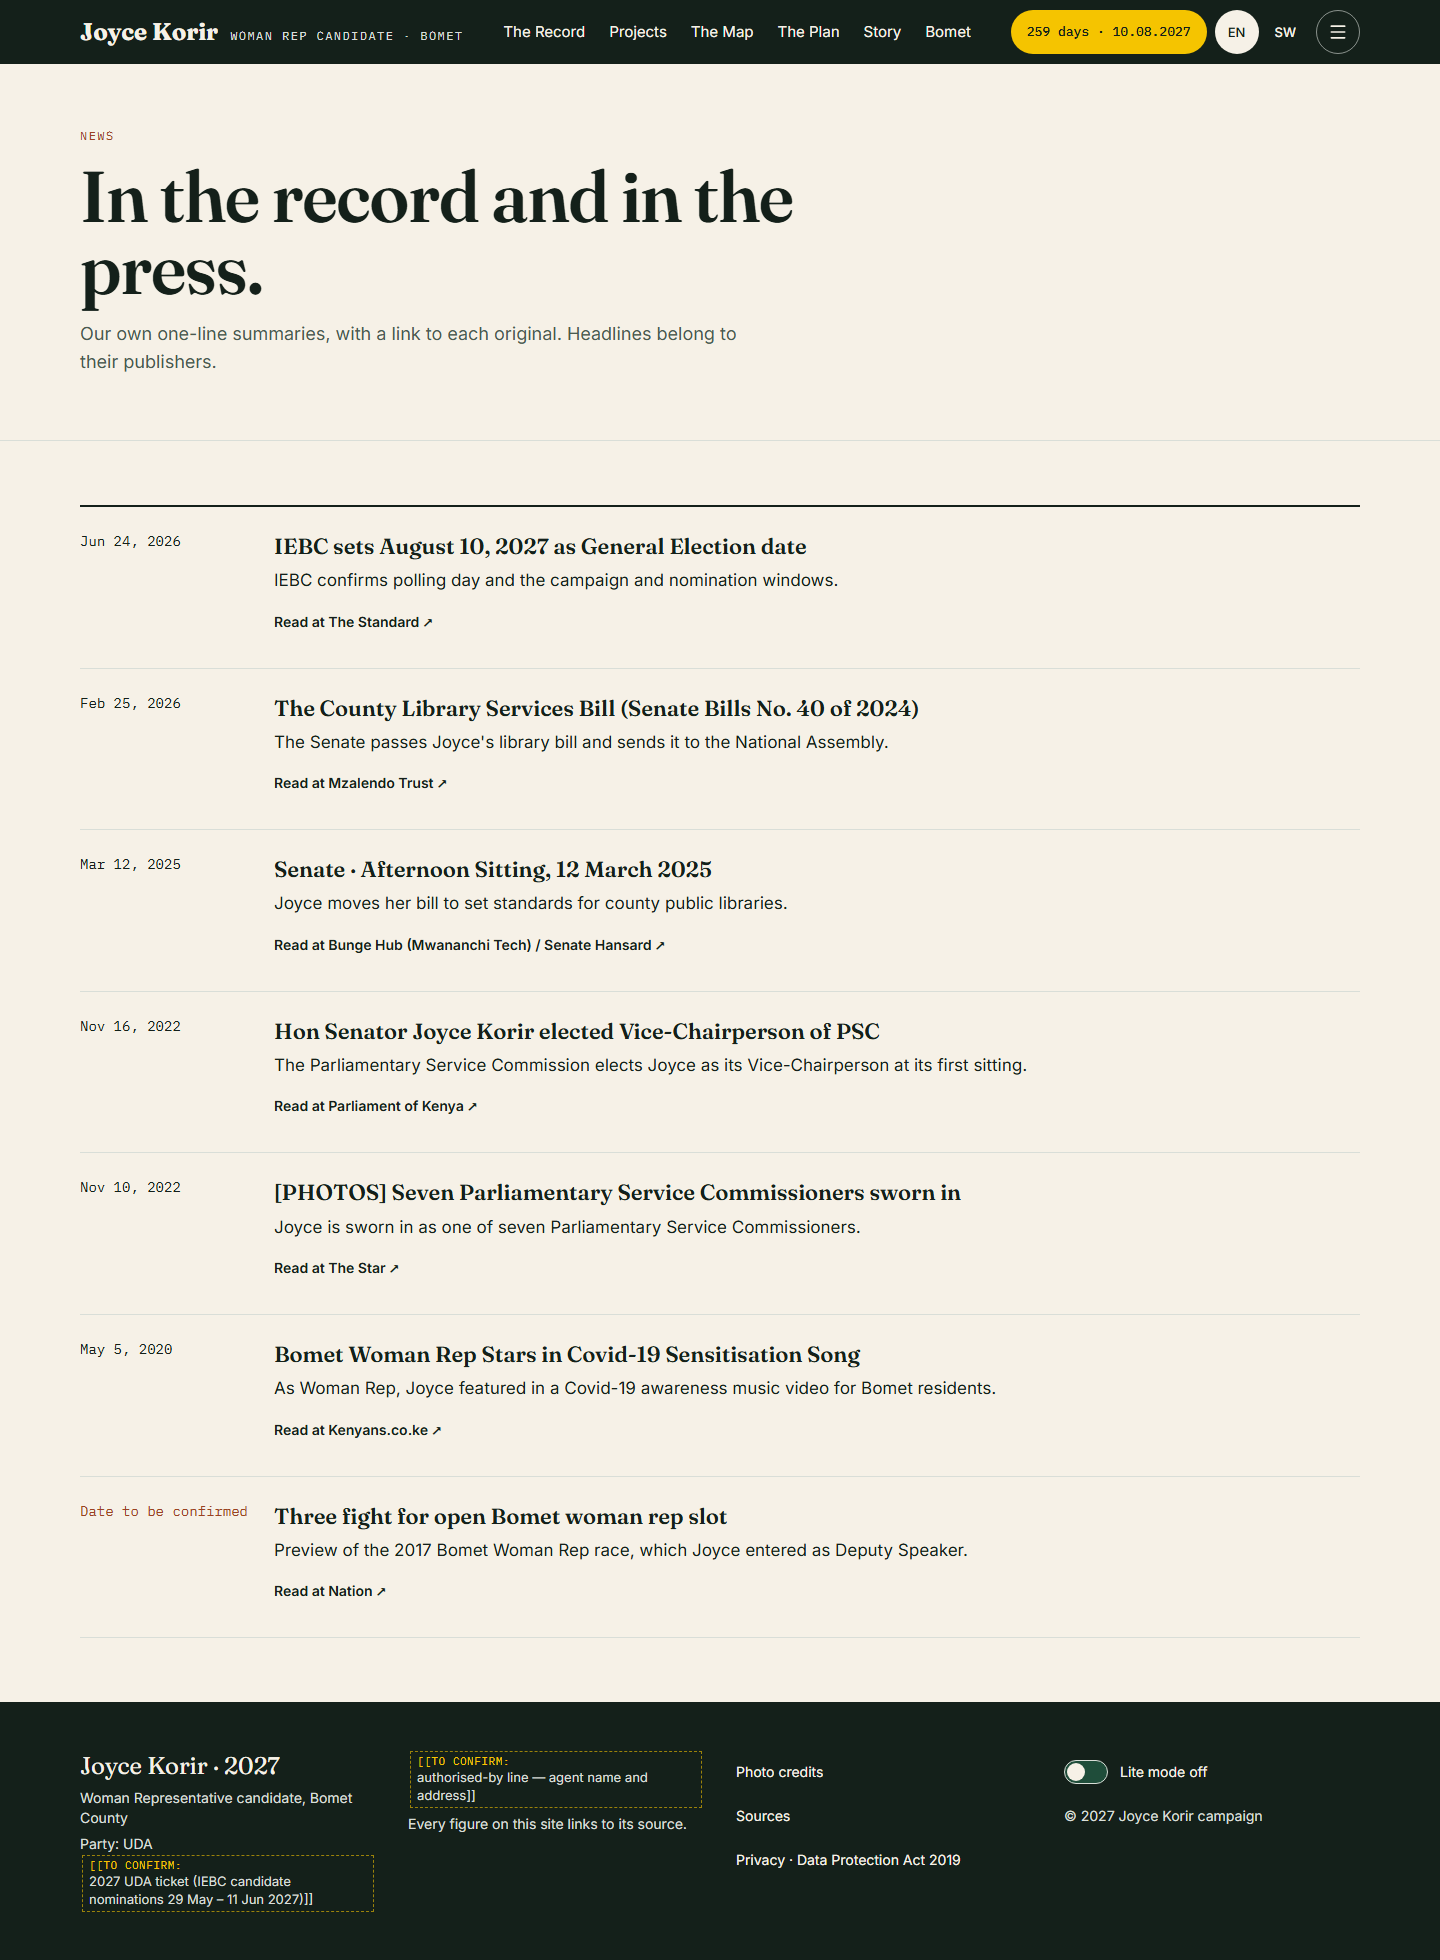 Joyce Korir WOMAN REP CANDIDATE - BOMET The Record Projects The Map The Plan Story Bomet 259 days · 10.08.2027 EN SW
NEWS
In the record and in the
press.
Our own one-line summaries, with a link to each original. Headlines belong to
their publishers.
Jun 24, 2026
IEBC sets August 10, 2027 as General Election date
IEBC confirms polling day and the campaign and nomination windows.
Read at The Standard ↗
Feb 25, 2026
The County Library Services Bill (Senate Bills No. 40 of 2024)
The Senate passes Joyce's library bill and sends it to the National Assembly.
Read at Mzalendo Trust ↗
Mar 12, 2025
Senate · Afternoon Sitting, 12 March 2025
Joyce moves her bill to set standards for county public libraries.
Read at Bunge Hub (Mwananchi Tech) / Senate Hansard ↗
Nov 16, 2022
Hon Senator Joyce Korir elected Vice-Chairperson of PSC
The Parliamentary Service Commission elects Joyce as its Vice-Chairperson at its first sitting.
Read at Parliament of Kenya ↗
Nov 10, 2022
[PHOTOS] Seven Parliamentary Service Commissioners sworn in
Joyce is sworn in as one of seven Parliamentary Service Commissioners.
Read at The Star ↗
May 5, 2020
Bomet Woman Rep Stars in Covid-19 Sensitisation Song
As Woman Rep, Joyce featured in a Covid-19 awareness music video for Bomet residents.
Read at Kenyans.co.ke ↗
Date to be confirmed
Three fight for open Bomet woman rep slot
Preview of the 2017 Bomet Woman Rep race, which Joyce entered as Deputy Speaker.
Read at Nation ↗
Joyce Korir · 2027
Woman Representative candidate, Bomet
County
Party: UDA
[[TO CONFIRM:
2027 UDA ticket (IEBC candidate
nominations 29 May – 11 Jun 2027)]]
[[TO CONFIRM:
authorised-by line — agent name and
address]]
Every figure on this site links to its source.
Photo credits
Sources
Privacy · Data Protection Act 2019
Lite mode off
© 2027 Joyce Korir campaign